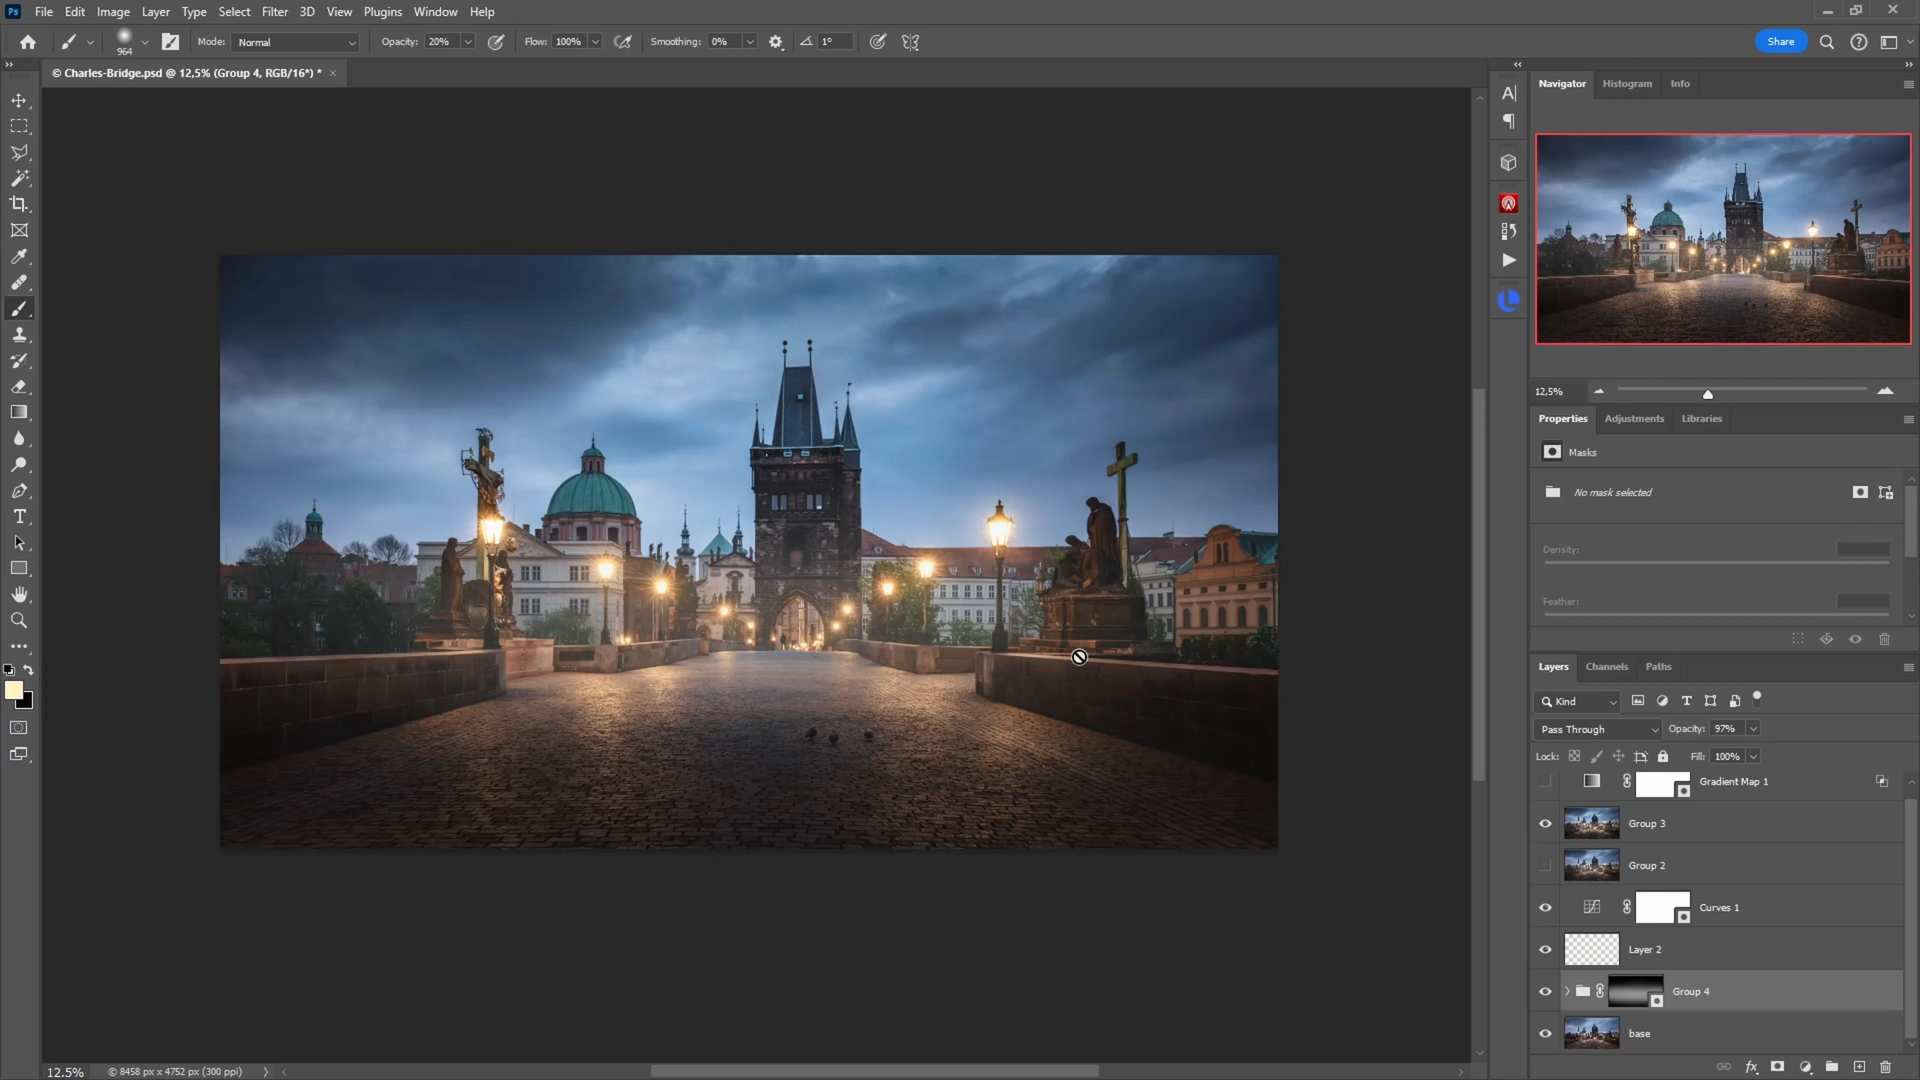 Ps File Edit Image Layer Type Select Filter 3D View Plugins Window Help
964 Mode: Normal Opacity: 20% Flow: 100% Smoothing: 0% 1° Share
© Charles-Bridge.psd @ 12,5% (Group 4, RGB/16*) * ×
Navigator Histogram Info
12,5%
Properties Adjustments Libraries
Masks
No mask selected
Density:
Feather:
Layers Channels Paths
Kind
Pass Through Opacity: 97%
Lock: Fill: 100%
Gradient Map 1
Group 3
Group 2
Curves 1
Layer 2
Group 4
base
fx
12.5% © 8458 px x 4752 px (300 ppi)